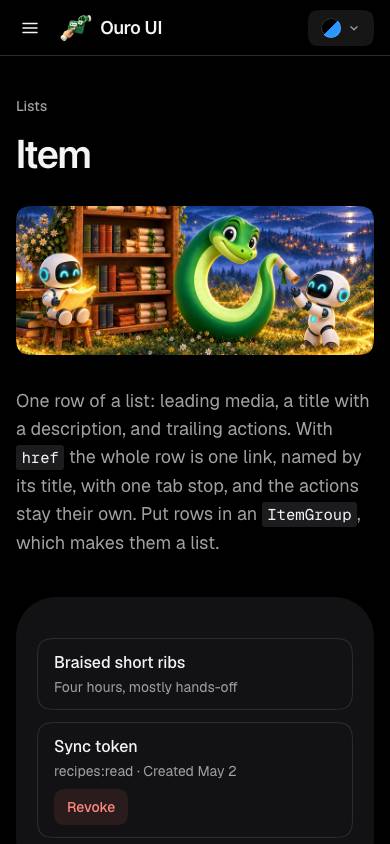 Ouro UI
Lists
Item
One row of a list: leading media, a title with
a description, and trailing actions. With
href the whole row is one link, named by
its title, with one tab stop, and the actions
stay their own. Put rows in an ItemGroup,
which makes them a list.
Braised short ribs
Four hours, mostly hands-off
Sync token
recipes:read · Created May 2
Revoke